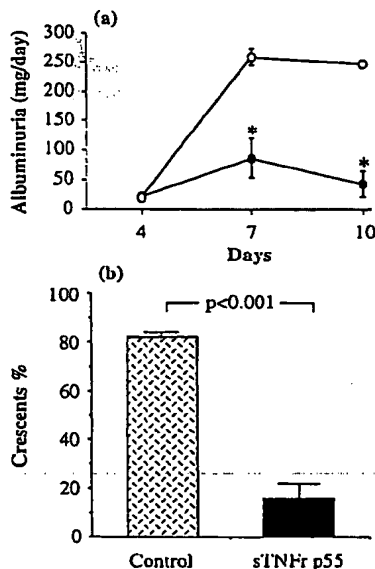 (a)
Albuminuria (mg/day)
300
250
200
150
100
50
0
*
*
4
7
10
Days
(b)
Crescents %
100
80
60
40
20
0
p<0.001
Control
sTNFr p55